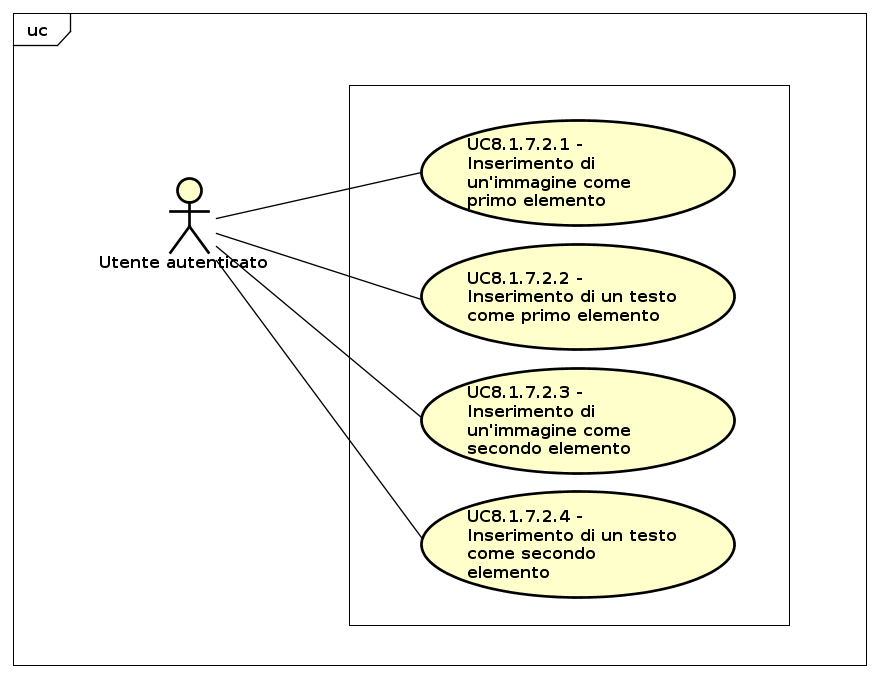 uc
UC8.1.7.2.1 -
Inserimento di
un'immagine come
primo elemento
Utente autenticato
UC8.1.7.2.2 -
Inserimento di un testo
come primo elemento
UC8.1.7.2.3 -
Inserimento di
un'immagine come
secondo elemento
UC8.1.7.2.4 -
Inserimento di un testo
come secondo
elemento